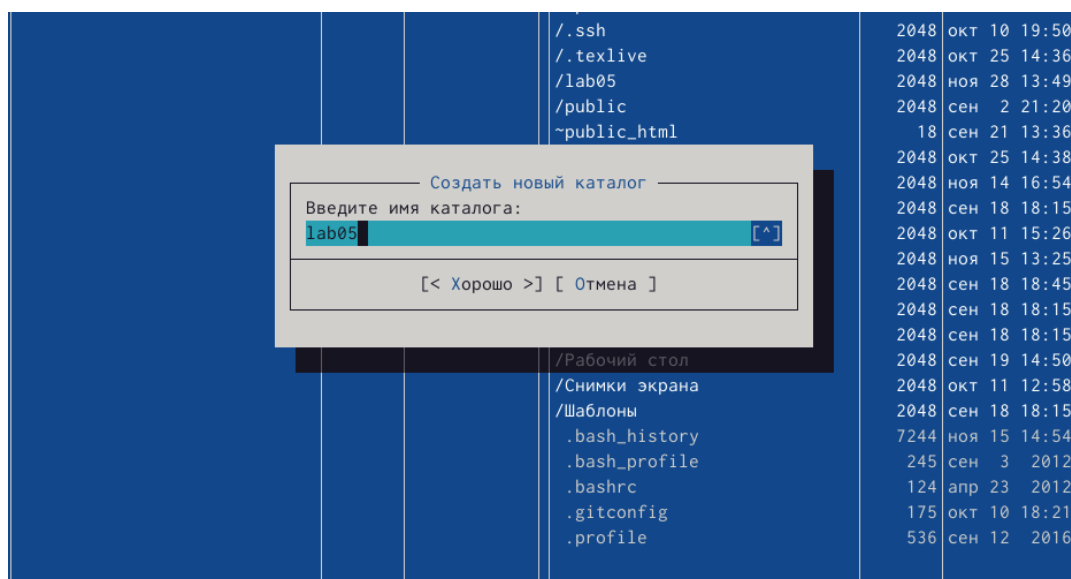 /.ssh 2048 окт 10 19:50
/.texlive 2048 окт 25 14:36
/lab05 2048 ноя 28 13:49
/public 2048 сен 2 21:20
~public_html 18 сен 21 13:36
2048 окт 25 14:38
Создать новый каталог 2048 ноя 14 16:54
Введите имя каталога: 2048 сен 18 18:15
lab05 [^] 2048 окт 11 15:26
2048 ноя 15 13:25
[< Хорошо >] [ Отмена ] 2048 сен 18 18:45
2048 сен 18 18:15
2048 сен 18 18:15
/Рабочий стол 2048 сен 19 14:50
/Снимки экрана 2048 окт 11 12:58
/Шаблоны 2048 сен 18 18:15
.bash_history 7244 ноя 15 14:54
.bash_profile 245 сен 3 2012
.bashrc 124 апр 23 2012
.gitconfig 175 окт 10 18:21
.profile 536 сен 12 2016